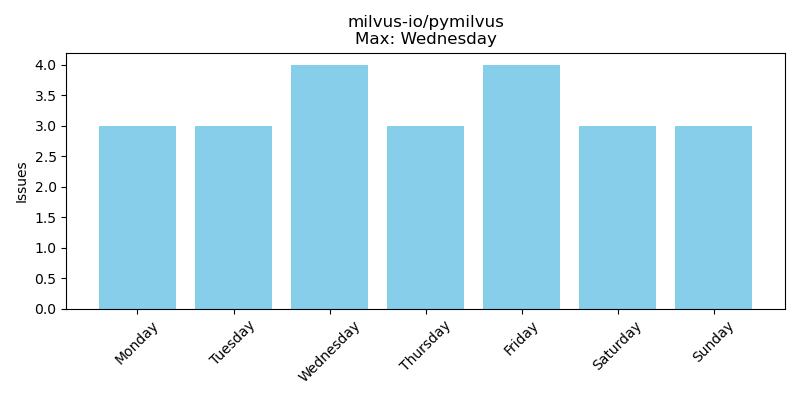 milvus-io/pymilvus
Max: Wednesday
Issues
4.0
3.5
3.0
2.5
2.0
1.5
1.0
0.5
0.0
Monday
Tuesday
Wednesday
Thursday
Friday
Saturday
Sunday